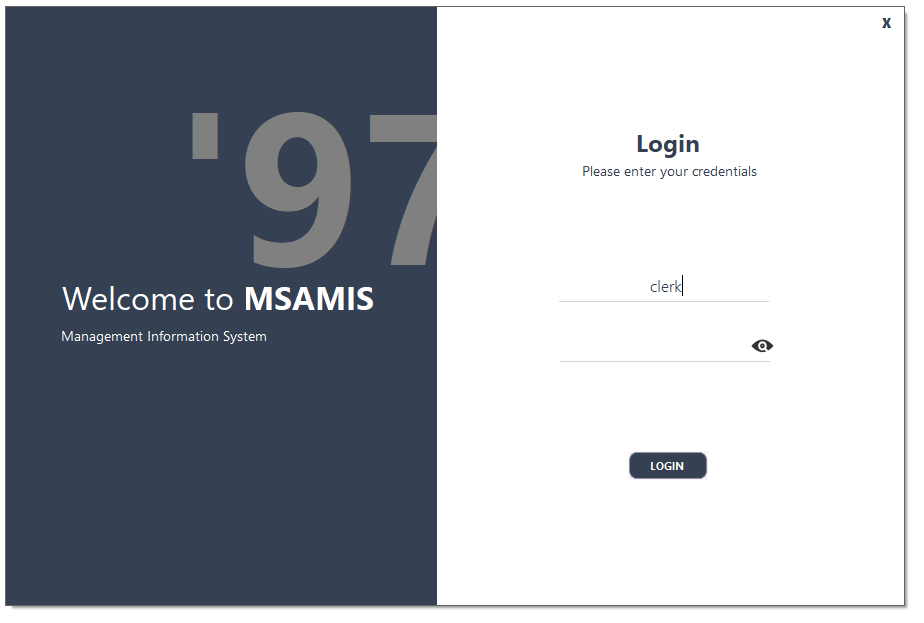 '97
Welcome to MSAMIS
Management Information System
X
Login
Please enter your credentials
clerk
LOGIN